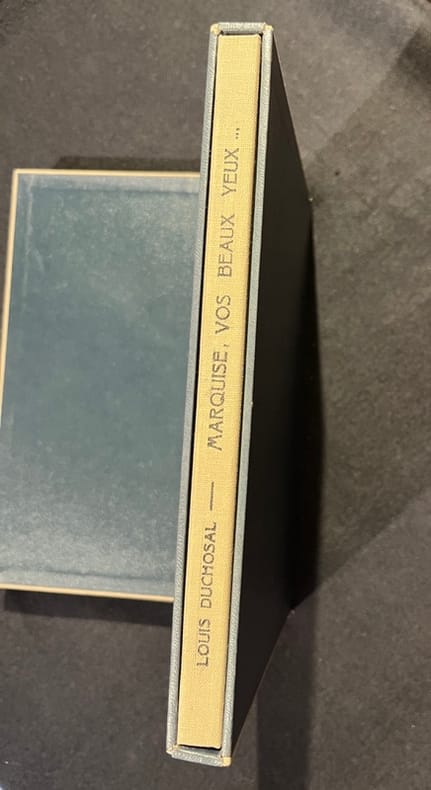 LOUIS DUCHOSAL — MARQUISE, VOS BEAUX YEUX...